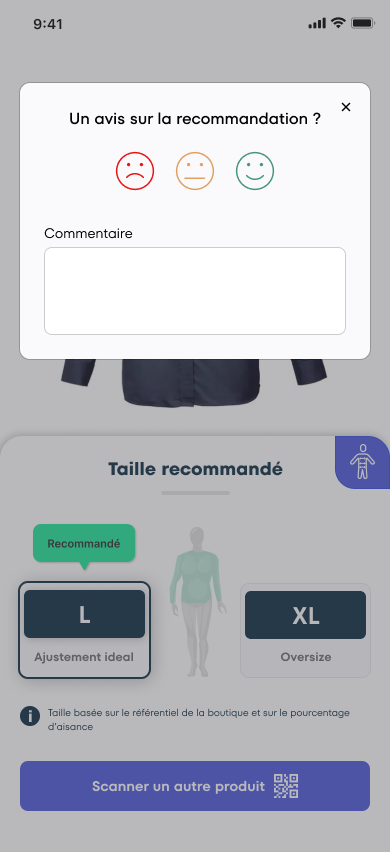 9:41
Un avis sur la recommandation ?
Commentaire
Taille recommandé
Recommandé
L
Ajustement ideal
XL
Oversize
Taille basée sur le référentiel de la boutique et sur le pourcentage
d'aisance
Scanner un autre produit